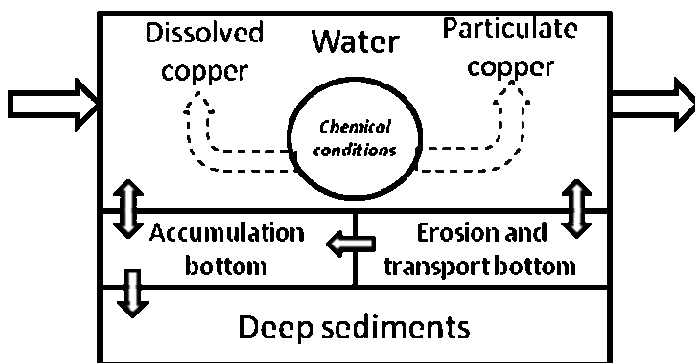 Dissolved
copper
Water
Particulate
copper
Chemical
conditions
Accumulation
bottom
Erosion and
transport bottom
Deep sediments